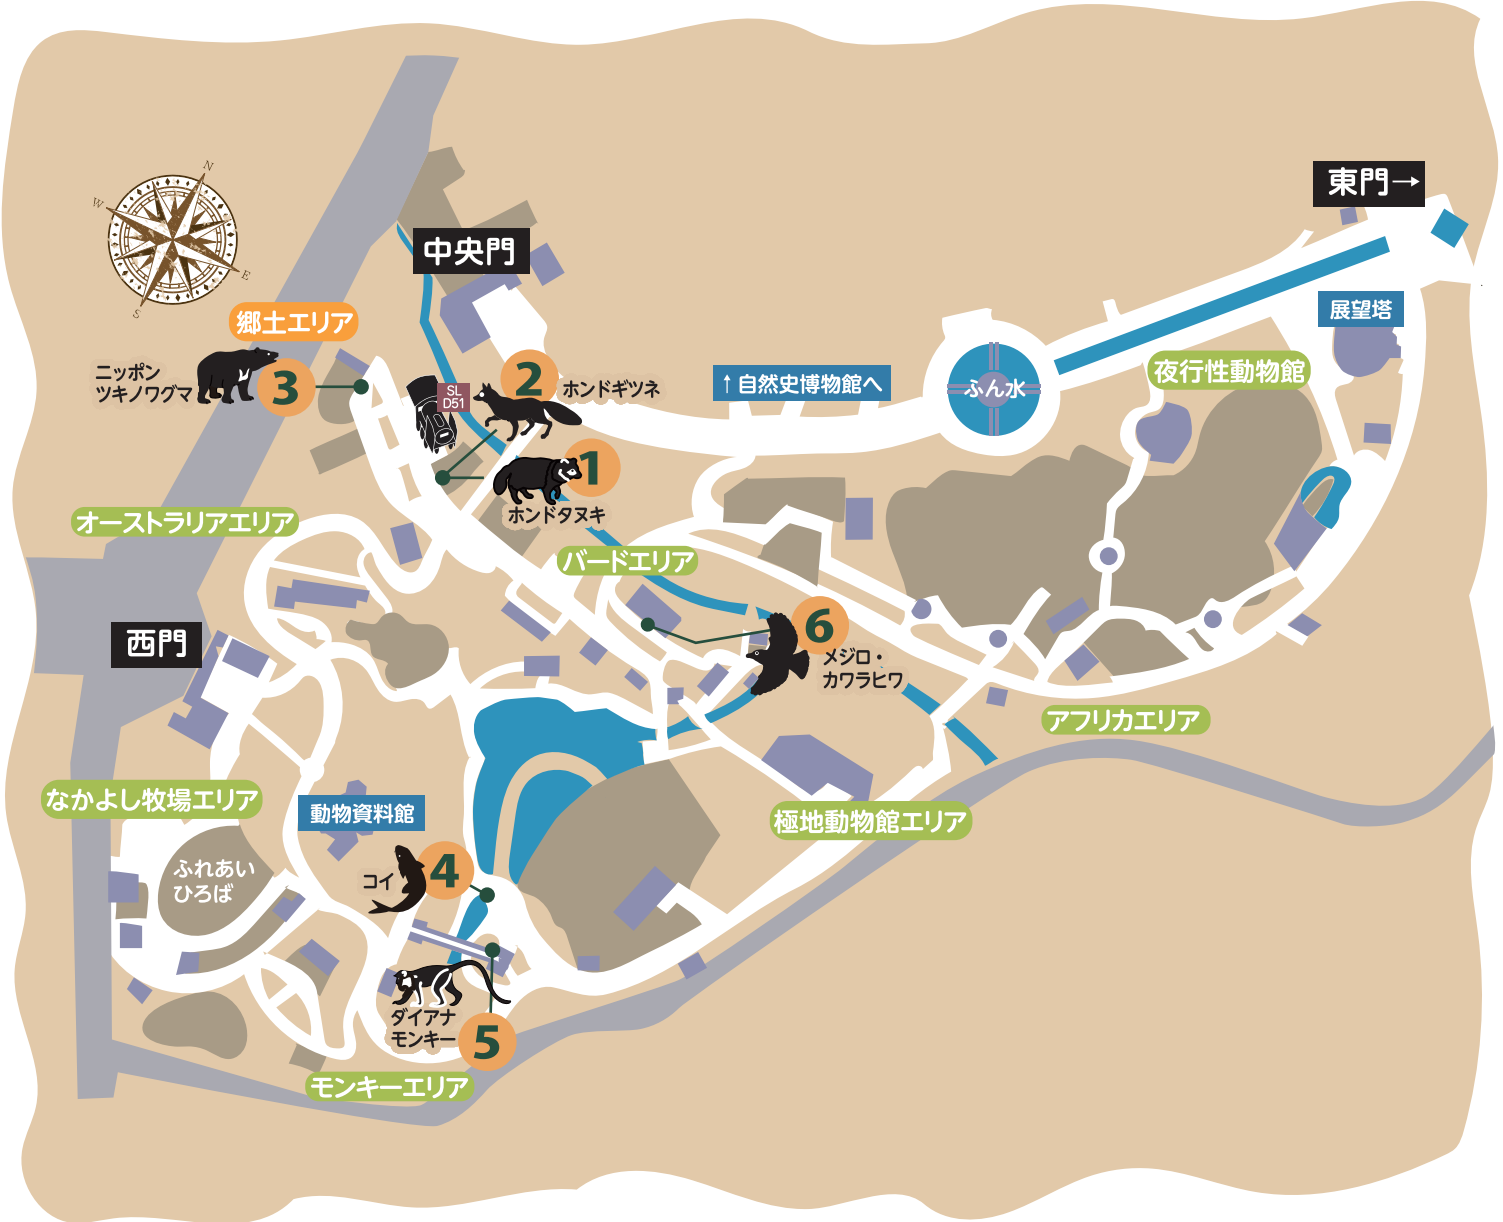 N
W
E
S
東門→
中央門
展望塔
郷土エリア
ニッポン
ツキノワグマ
3
SL
D51
2
ホンドギツネ
↑自然史博物館へ
ふん水
夜行性動物館
1
ホンドタヌキ
オーストラリアエリア
バードエリア
西門
6
メジロ・
カワラヒワ
アフリカエリア
なかよし牧場エリア
動物資料館
極地動物館エリア
ふれあい
ひろば
コイ
4
ダイアナ
モンキー
5
モンキーエリア